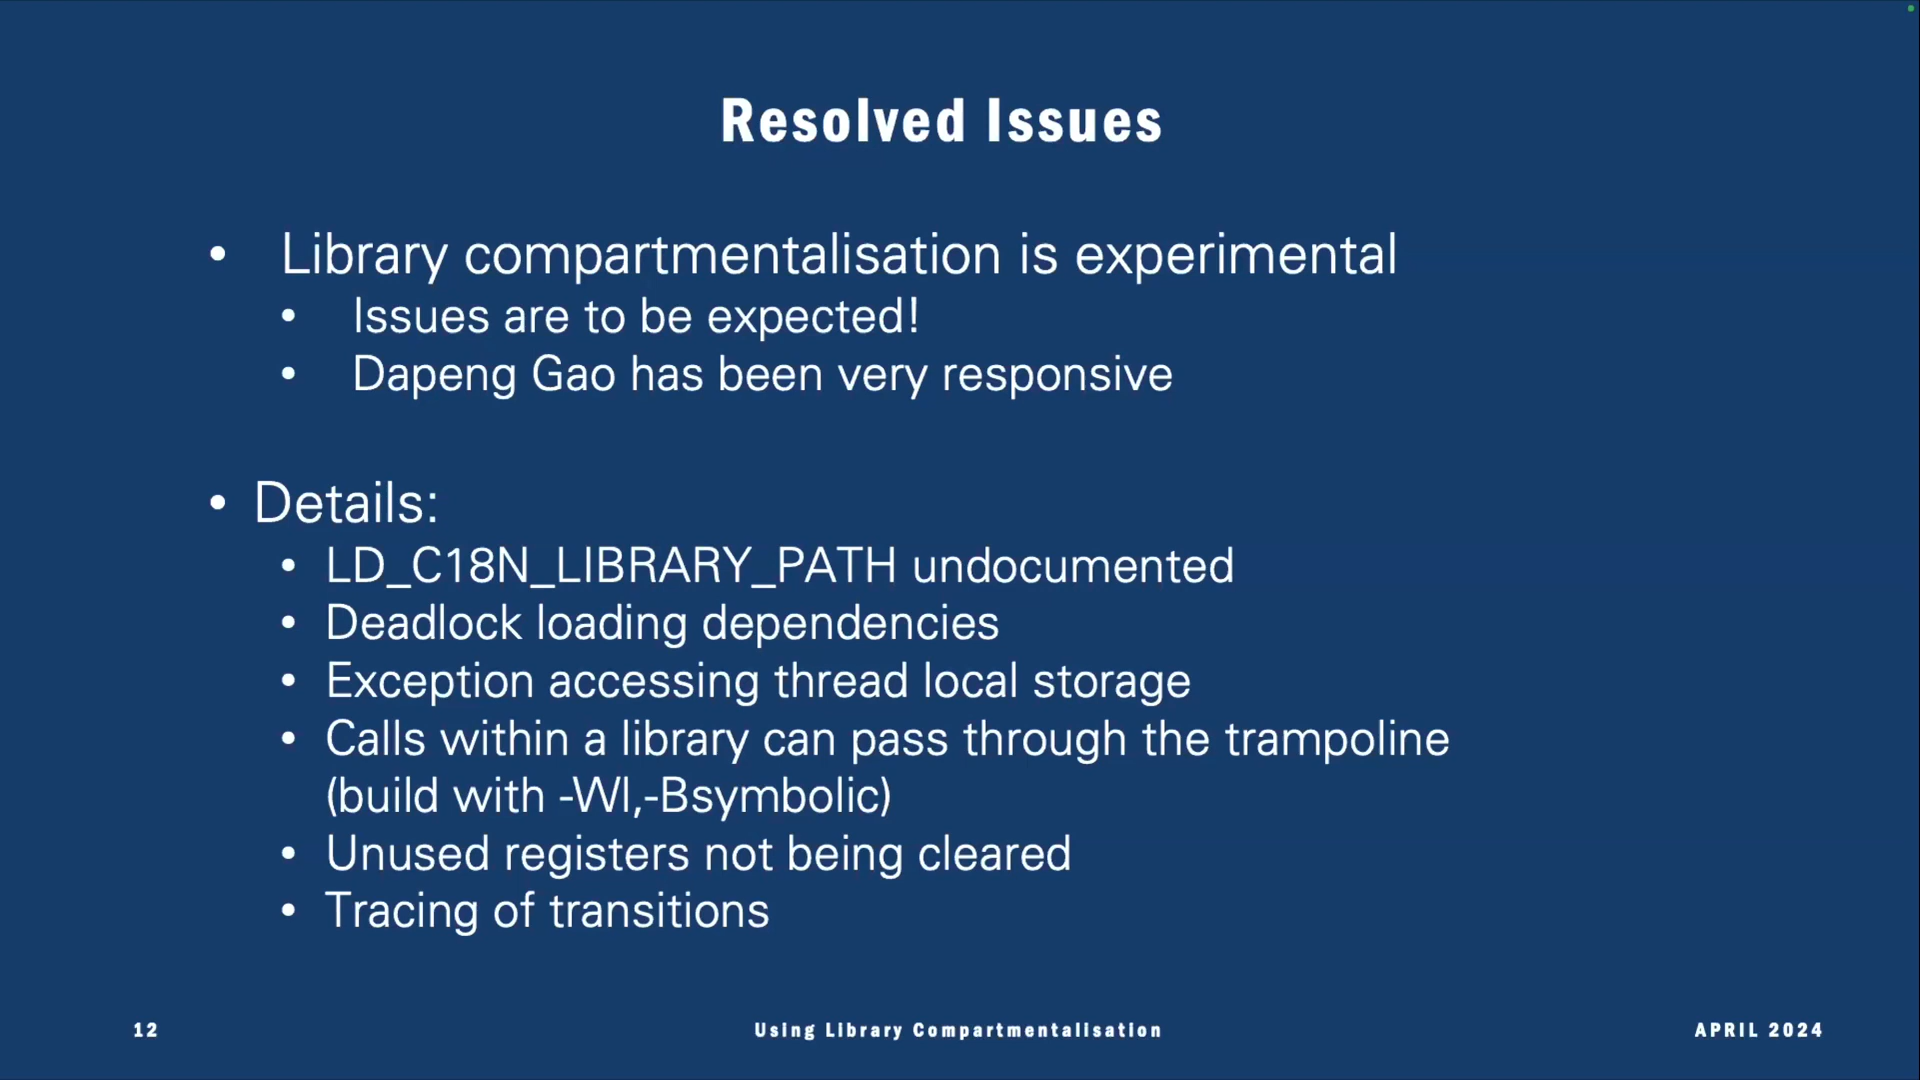 Resolved Issues
• Library compartmentalisation is experimental
• Issues are to be expected!
• Dapeng Gao has been very responsive
• Details:
• LD_C18N_LIBRARY_PATH undocumented
• Deadlock loading dependencies
• Exception accessing thread local storage
• Calls within a library can pass through the trampoline
(build with -Wl,-Bsymbolic)
• Unused registers not being cleared
• Tracing of transitions
12
Using Library Compartmentalisation
APRIL 2024